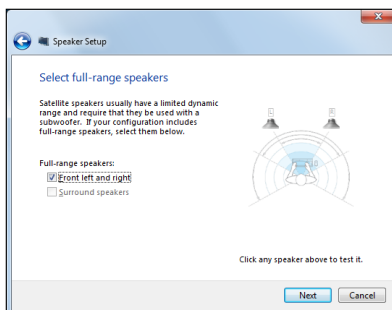 Speaker Setup
Select full-range speakers
Satellite speakers usually have a limited dynamic
range and require that they be used with a
subwoofer. If your configuration includes
full-range speakers, select them below.
Full-range speakers:
Front left and right
Surround speakers
L R
Click any speaker above to test it.
Next Cancel